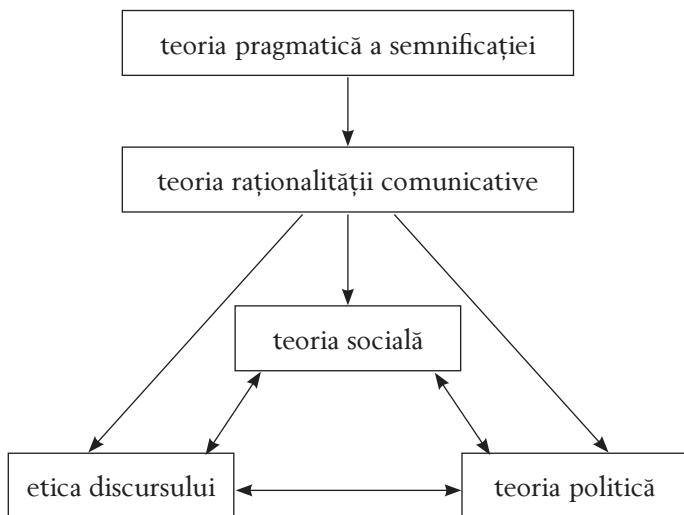 teoria pragmatică a semnificației
teoria raționalității comunicative
teoria socială
etica discursului
teoria politică